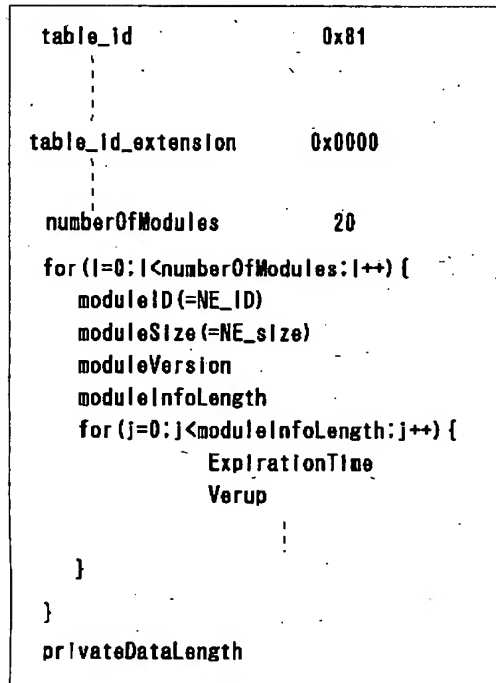 table_id 0x81
table_id_extension 0x0000
numberOfModules 20
for(I=0;I<numberOfModules;I++){
moduleID(=NE_ID)
moduleSize(=NE_size)
moduleVersion
moduleInfoLength
for(j=0;j<moduleInfoLength;j++){
ExpirationTime
Verup
}
}
privateDataLength